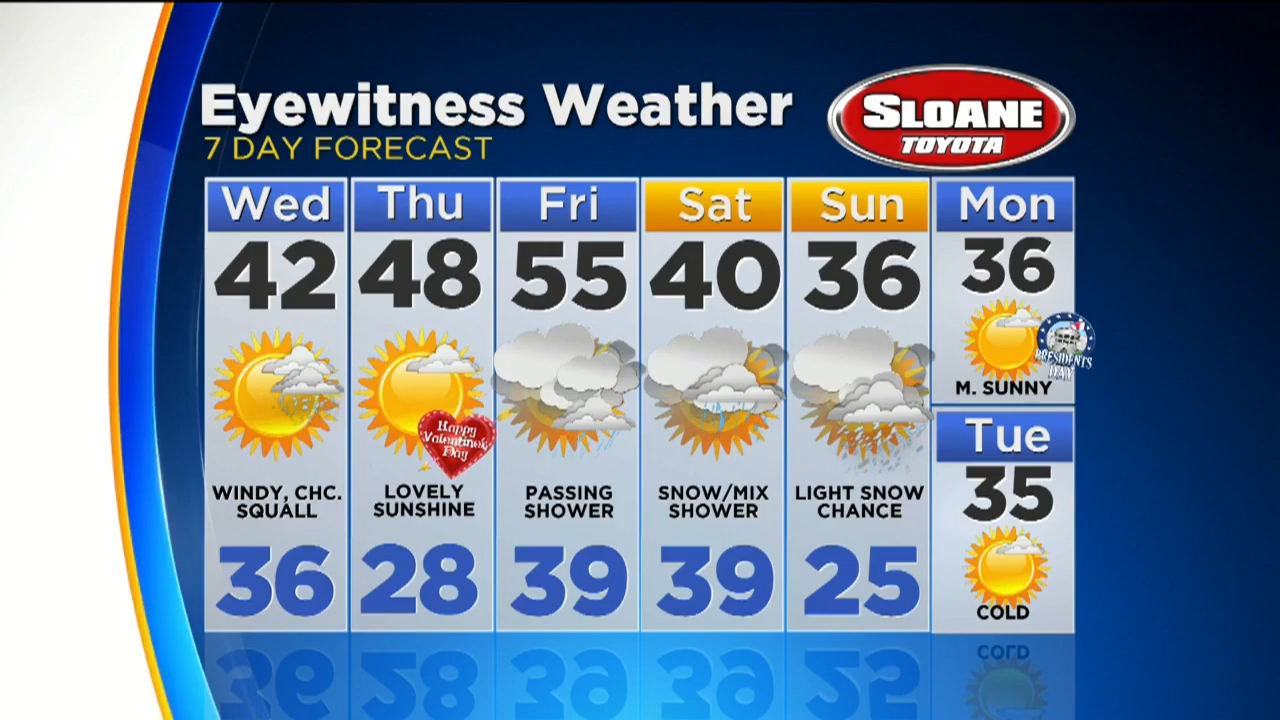 Eyewitness Weather
7 DAY FORECAST
SLOANE
TOYOTA
Wed
42
WINDY, CHC.
SQUALL
36
Thu
48
Happy
Valentine's
Day
LOVELY
SUNSHINE
28
Fri
55
PASSING
SHOWER
39
Sat
40
SNOW/MIX
SHOWER
39
Sun
36
LIGHT SNOW
CHANCE
25
Mon
36
PRESIDENTS
DAY
M. SUNNY
Tue
35
COLD